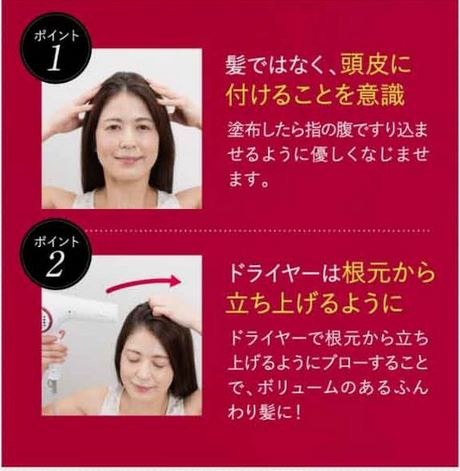 ポイント
1
髪ではなく、頭皮に
付けることを意識
塗布したら指の腹ですり込ま
せるように優しくなじませ
ます。
ポイント
2
ドライヤーは根元から
立ち上げるように
ドライヤーで根元から立ち
上げるようにブローすること
で、ボリュームのあるふん
わり髪に!